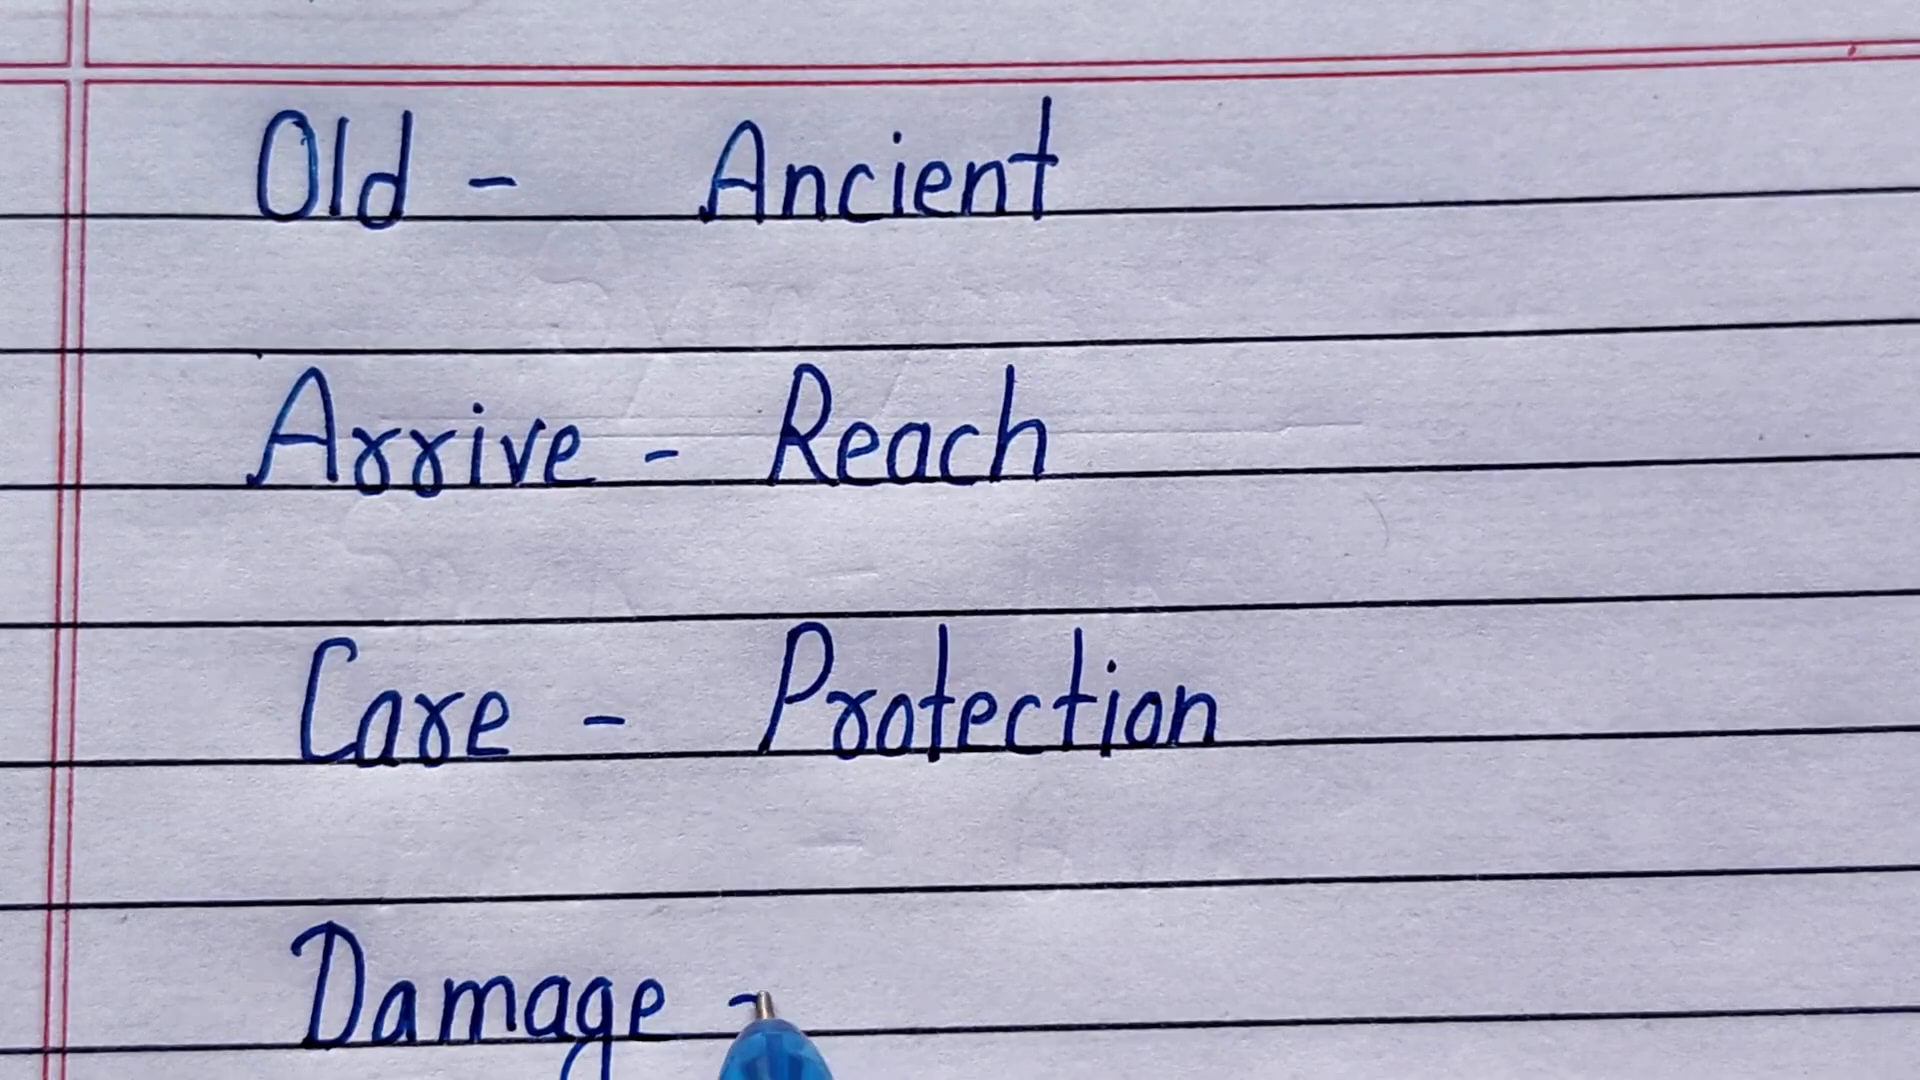 Old - Ancient
Arrive - Reach
Care - Protection
Damage -